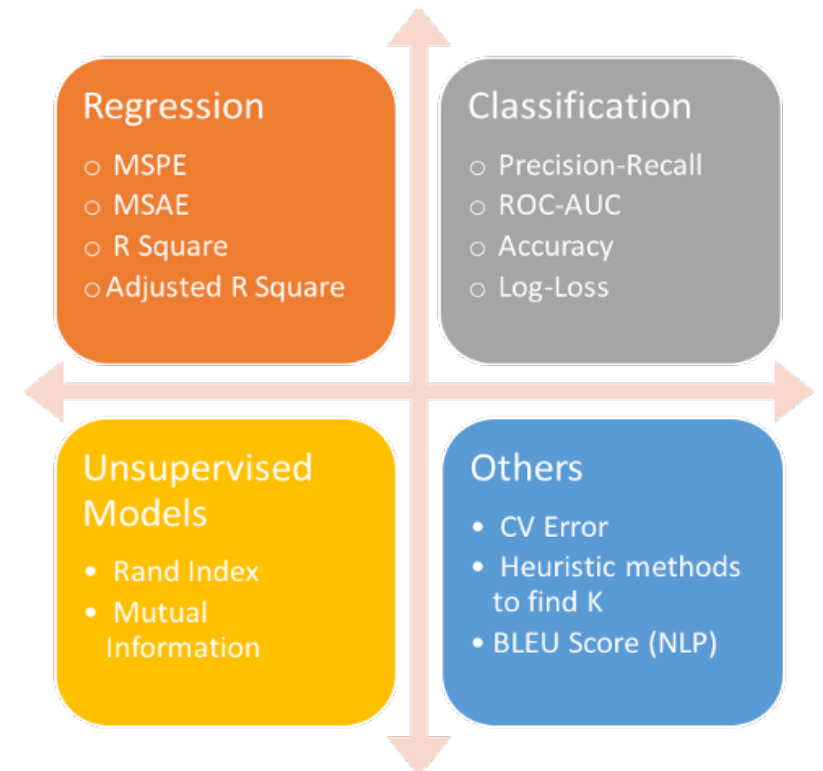 Regression
○ MSPE
○ MSAE
○ R Square
○ Adjusted R Square
Classification
○ Precision-Recall
○ ROC-AUC
○ Accuracy
○ Log-Loss
Unsupervised
Models
• Rand Index
• Mutual
Information
Others
• CV Error
• Heuristic methods
to find K
• BLEU Score (NLP)